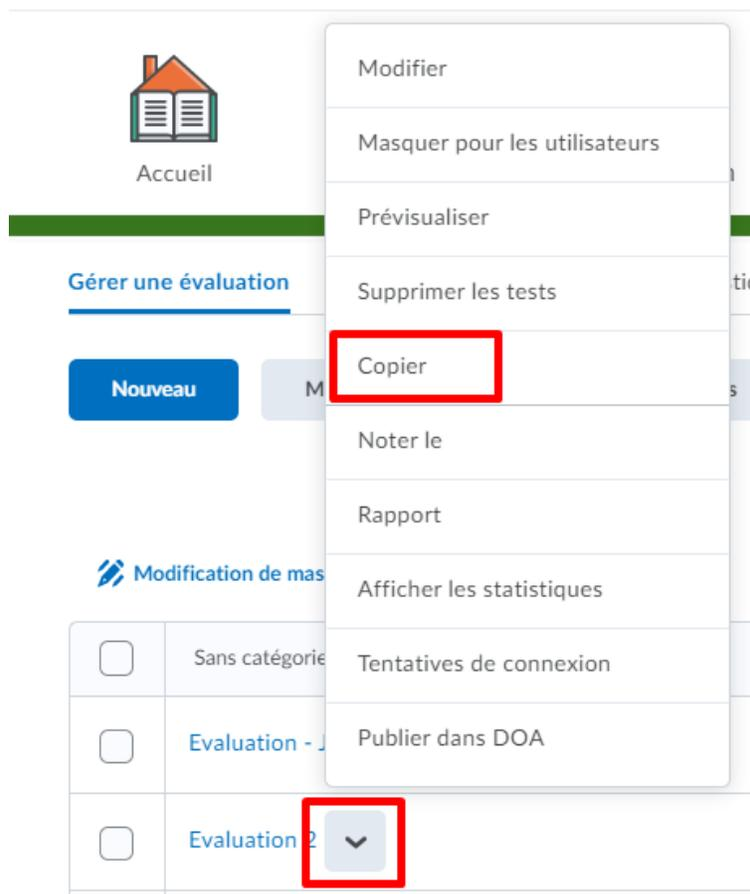 Modifier
Masquer pour les utilisateurs
Accueil
Prévisualiser
Gérer une évaluation
Supprimer les tests
Copier
Nouveau
Noter le
Rapport
Modification de mas
Afficher les statistiques
Sans catégorie
Tentatives de connexion
Evaluation -
Publier dans DOA
Evaluation 2